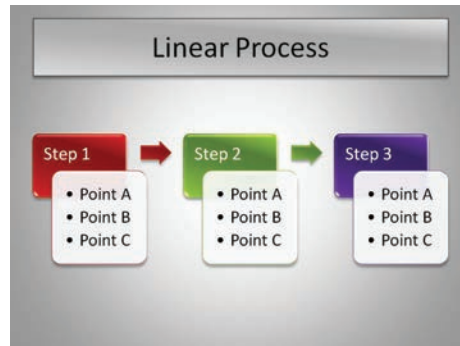 Linear Process
Step 1
• Point A
• Point B
• Point C
Step 2
• Point A
• Point B
• Point C
Step 3
• Point A
• Point B
• Point C